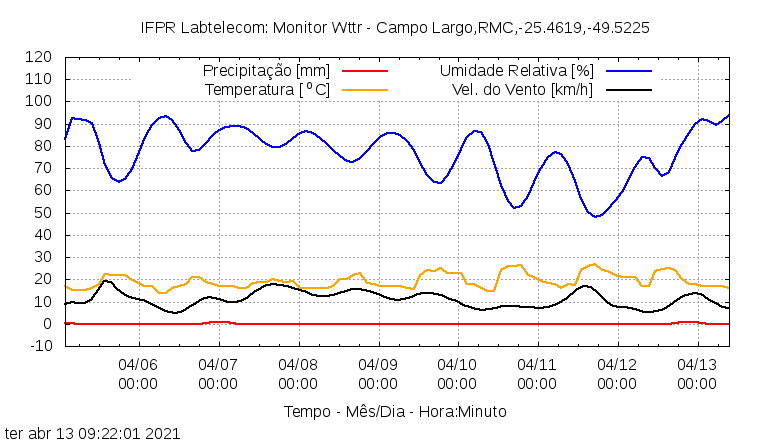 IFPR Labtelecom: Monitor Wttr - Campo Largo,RMC,-25.4619,-49.5225
120
110
100
90
80
70
60
50
40
30
20
10
0
-10
Precipitação [mm]
Temperatura [⁰C]
Umidade Relativa [%]
Vel. do Vento [km/h]
04/06 04/07 04/08 04/09 04/10 04/11 04/12 04/13
00:00 00:00 00:00 00:00 00:00 00:00 00:00 00:00
Tempo - Mês/Dia - Hora:Minuto
ter abr 13 09:22:01 2021